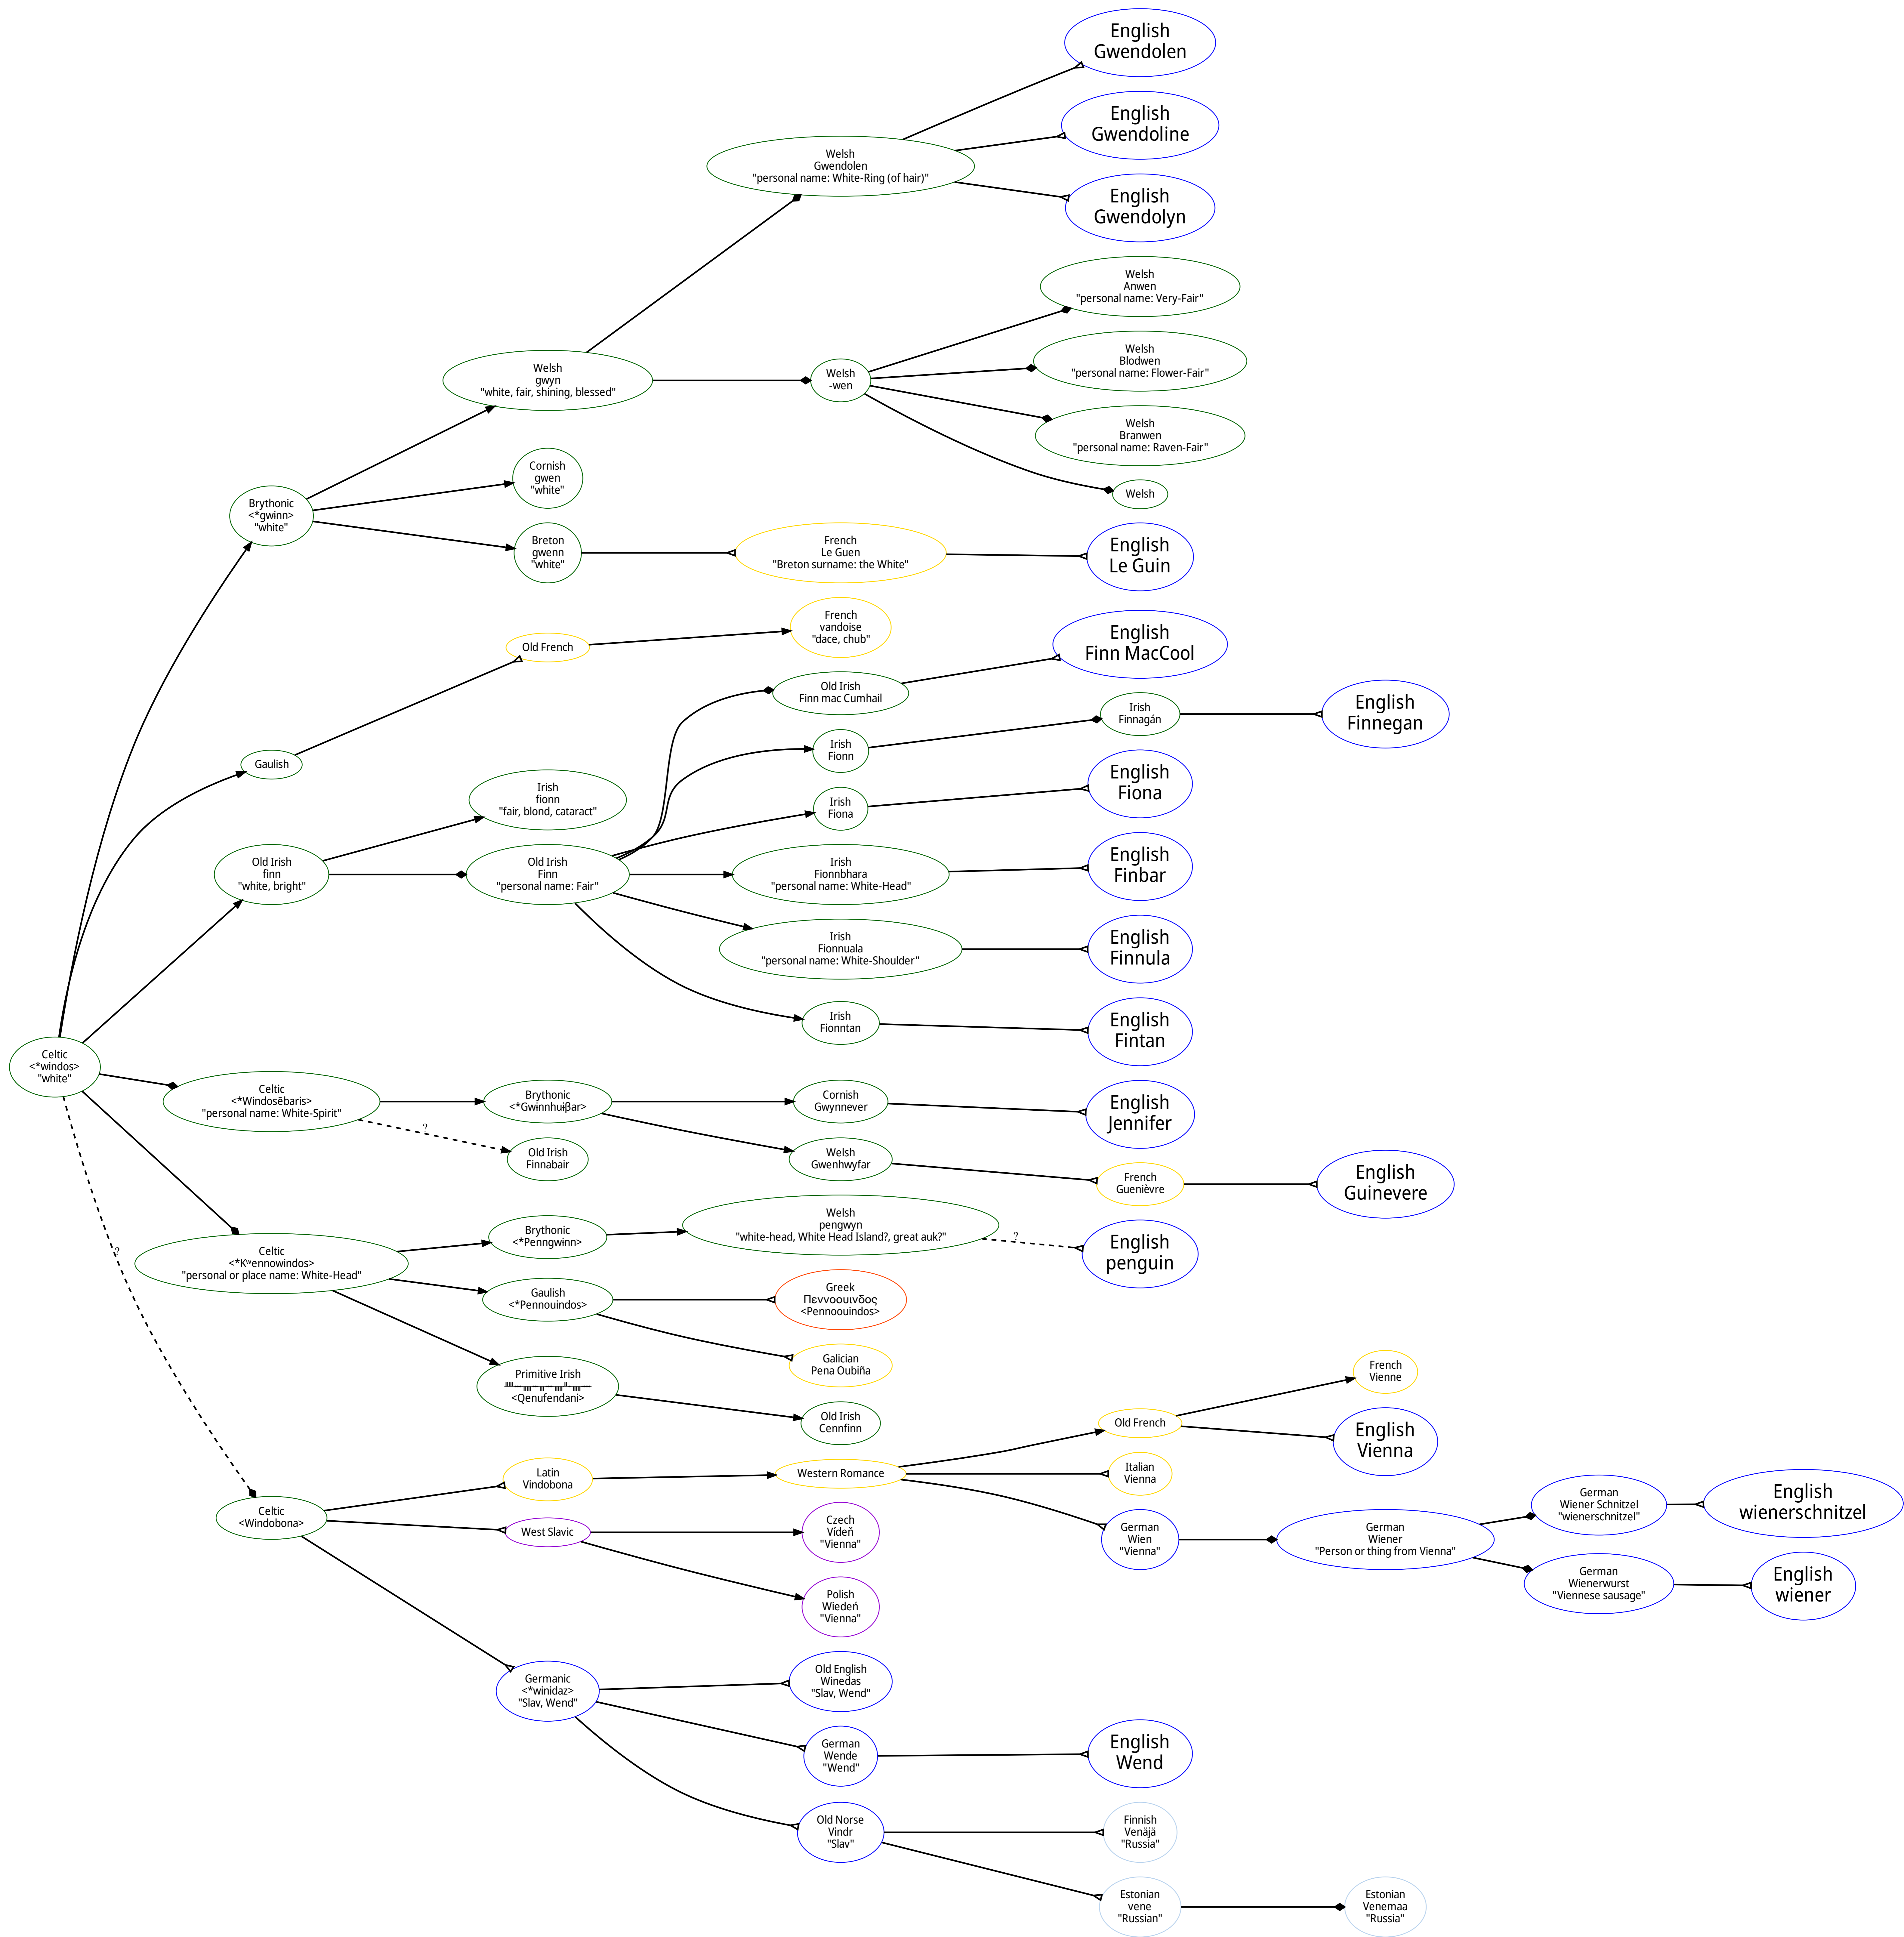 English
Gwendolen
English
Gwendoline
Welsh
Gwendolen
"personal name: White-Ring (of hair)"
English
Gwendolyn
Welsh
Anwen
"personal name: Very-Fair"
Welsh
Blodwen
"personal name: Flower-Fair"
Welsh
gwyn
"white, fair, shining, blessed"
Welsh
-wen
Welsh
Branwen
"personal name: Raven-Fair"
Cornish
gwen
"white"
Welsh
Brythonic
<*gwɨnn>
"white"
Breton
gwenn
"white"
French
Le Guen
"Breton surname: the White"
English
Le Guin
French
vandoise
"dace, chub"
Old French
English
Finn MacCool
Old Irish
Finn mac Cumhail
Irish
Finnagán
English
Finnegan
Irish
Fionn
Gaulish
English
Fiona
Irish
fionn
"fair, blond, cataract"
Irish
Fiona
Old Irish
finn
"white, bright"
Old Irish
Finn
"personal name: Fair"
Irish
Fionnbhara
"personal name: White-Head"
English
Finbar
Irish
Fionnuala
"personal name: White-Shoulder"
English
Finnula
Irish
Fionntan
English
Fintan
Celtic
<*windos>
"white"
Celtic
<*Windosēbaris>
"personal name: White-Spirit"
Brythonic
<*Gwɨnnhuɨβar>
Cornish
Gwynnever
English
Jennifer
?
Old Irish
Finnabair
Welsh
Gwenhwyfar
French
Guenièvre
English
Guinevere
Brythonic
<*Penngwɨnn>
Welsh
pengwyn
"white-head, White Head Island?, great auk?"
?
English
penguin
?
Celtic
<*Kʷennowindos>
"personal or place name: White-Head"
Gaulish
<*Pennouindos>
Greek
Πεννοουινδος
<Pennoouindos>
Galician
Pena Oubiña
Primitive Irish
<Qenufendani>
Old Irish
Cennfinn
French
Vienne
Old French
English
Vienna
Latin
Vindobona
Western Romance
Italian
Vienna
Celtic
<Windobona>
West Slavic
Czech
Vídeň
"Vienna"
German
Wien
"Vienna"
German
Wiener
"Person or thing from Vienna"
German
Wiener Schnitzel
"wienerschnitzel"
English
wienerschnitzel
German
Wienerwurst
"Viennese sausage"
English
wiener
Polish
Wiedeń
"Vienna"
Germanic
<*winidaz>
"Slav, Wend"
Old English
Winedas
"Slav, Wend"
German
Wende
"Wend"
English
Wend
Old Norse
Vindr
"Slav"
Finnish
Venäjä
"Russia"
Estonian
vene
"Russian"
Estonian
Venemaa
"Russia"